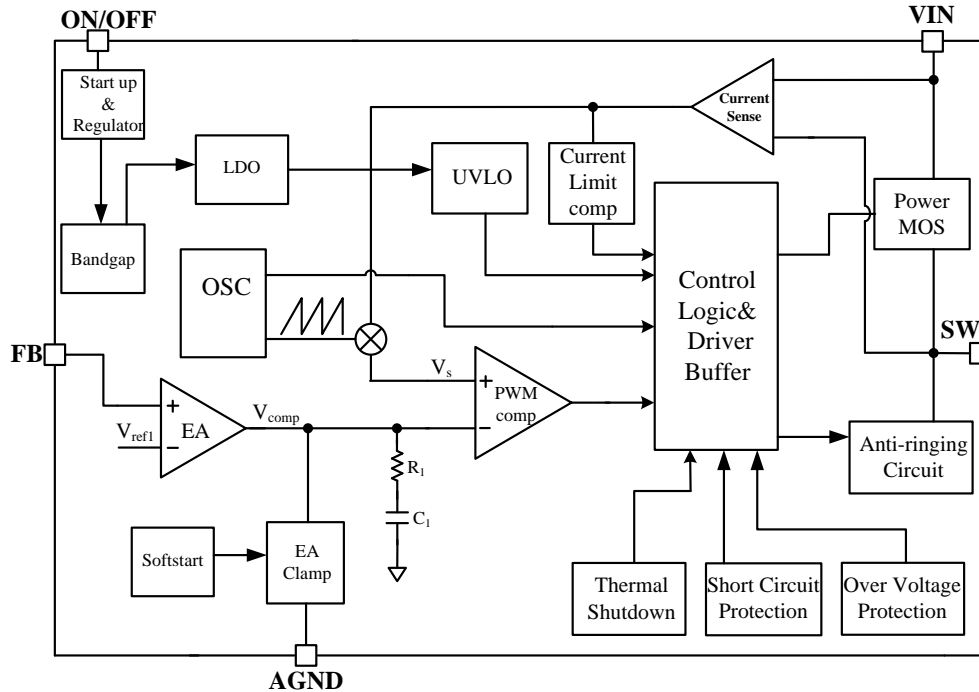 ON/OFF
VIN
Start up
&
Regulator
Current
Sense
LDO
UVLO
Current
Limit
comp
Power
MOS
Bandgap
OSC
Control
Logic&
Driver
Buffer
SW
FB
Vs
+
PWM
comp
−
+
EA
−
Vref1
Vcomp
R1
C1
Anti-ringing
Circuit
Softstart
EA
Clamp
Thermal
Shutdown
Short Circuit
Protection
Over Voltage
Protection
AGND